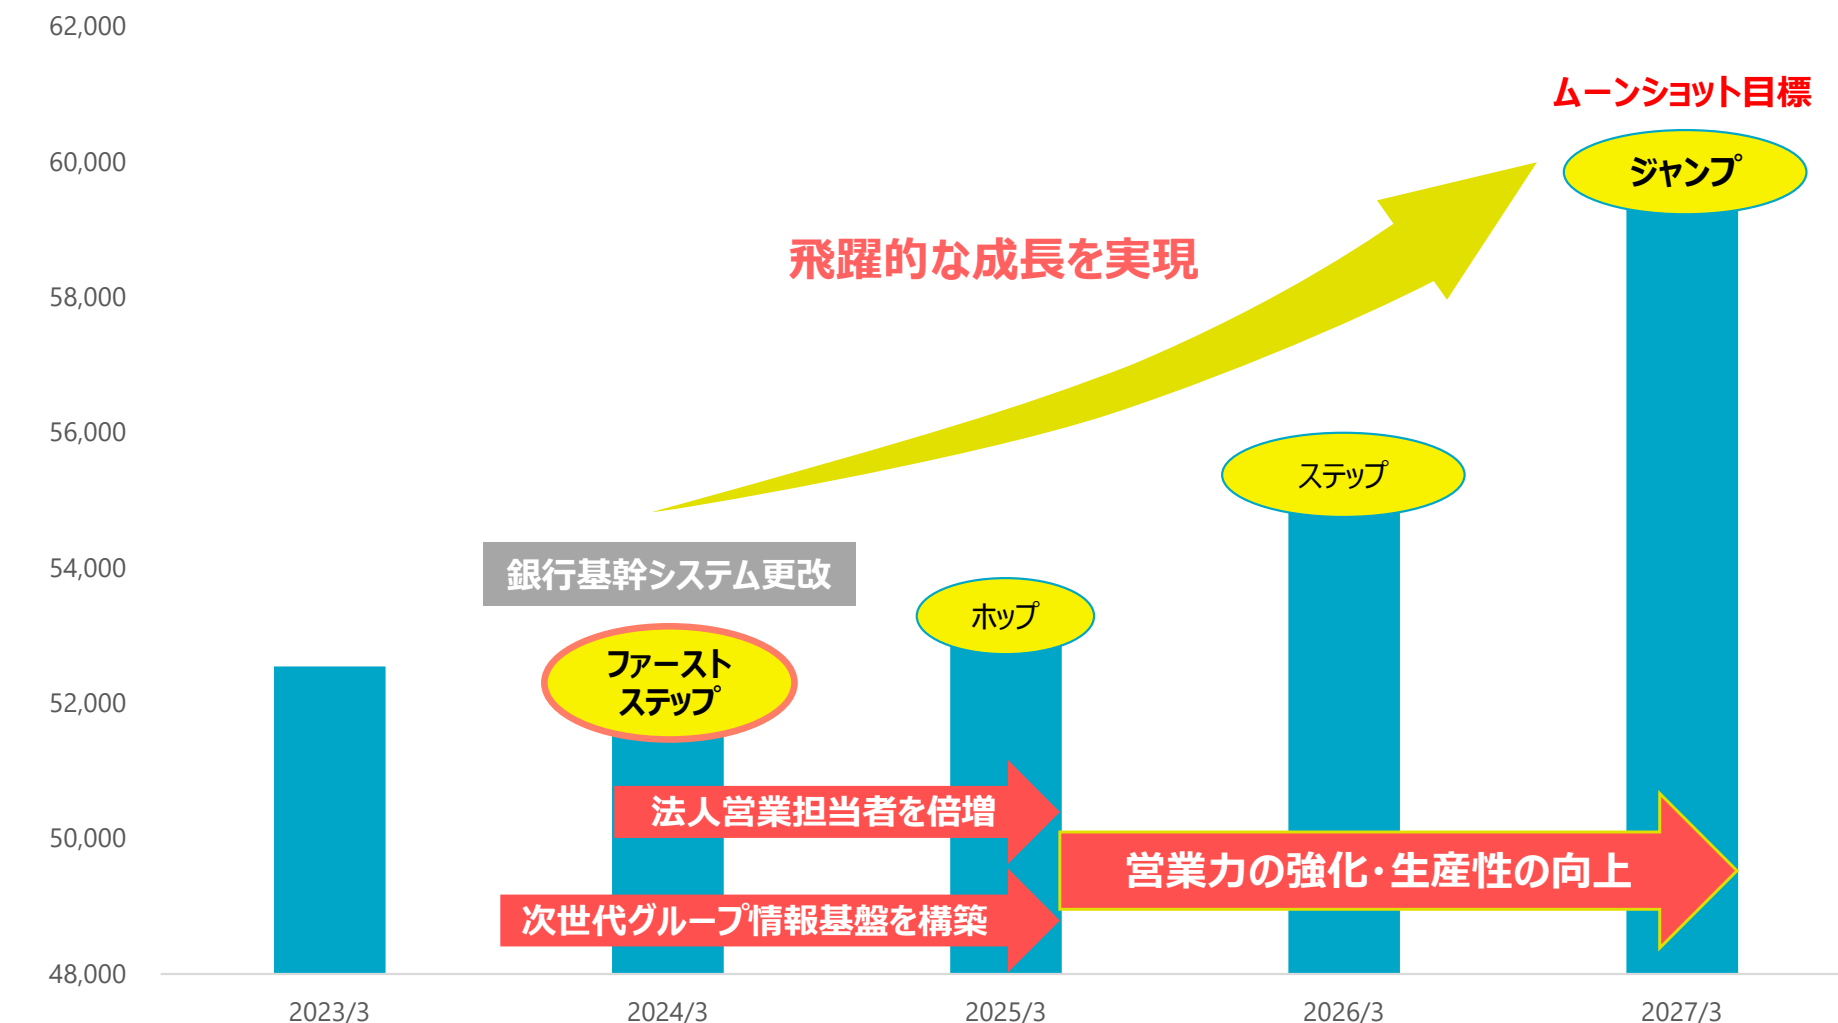 62,000
60,000
58,000
56,000
54,000
52,000
50,000
48,000
ムーンショット目標
ジャンプ
飛躍的な成長を実現
ステップ
銀行基幹システム更改
ホップ
ファースト
ステップ
法人営業担当者を倍増
営業力の強化・生産性の向上
次世代グループ情報基盤を構築
2023/3
2024/3
2025/3
2026/3
2027/3